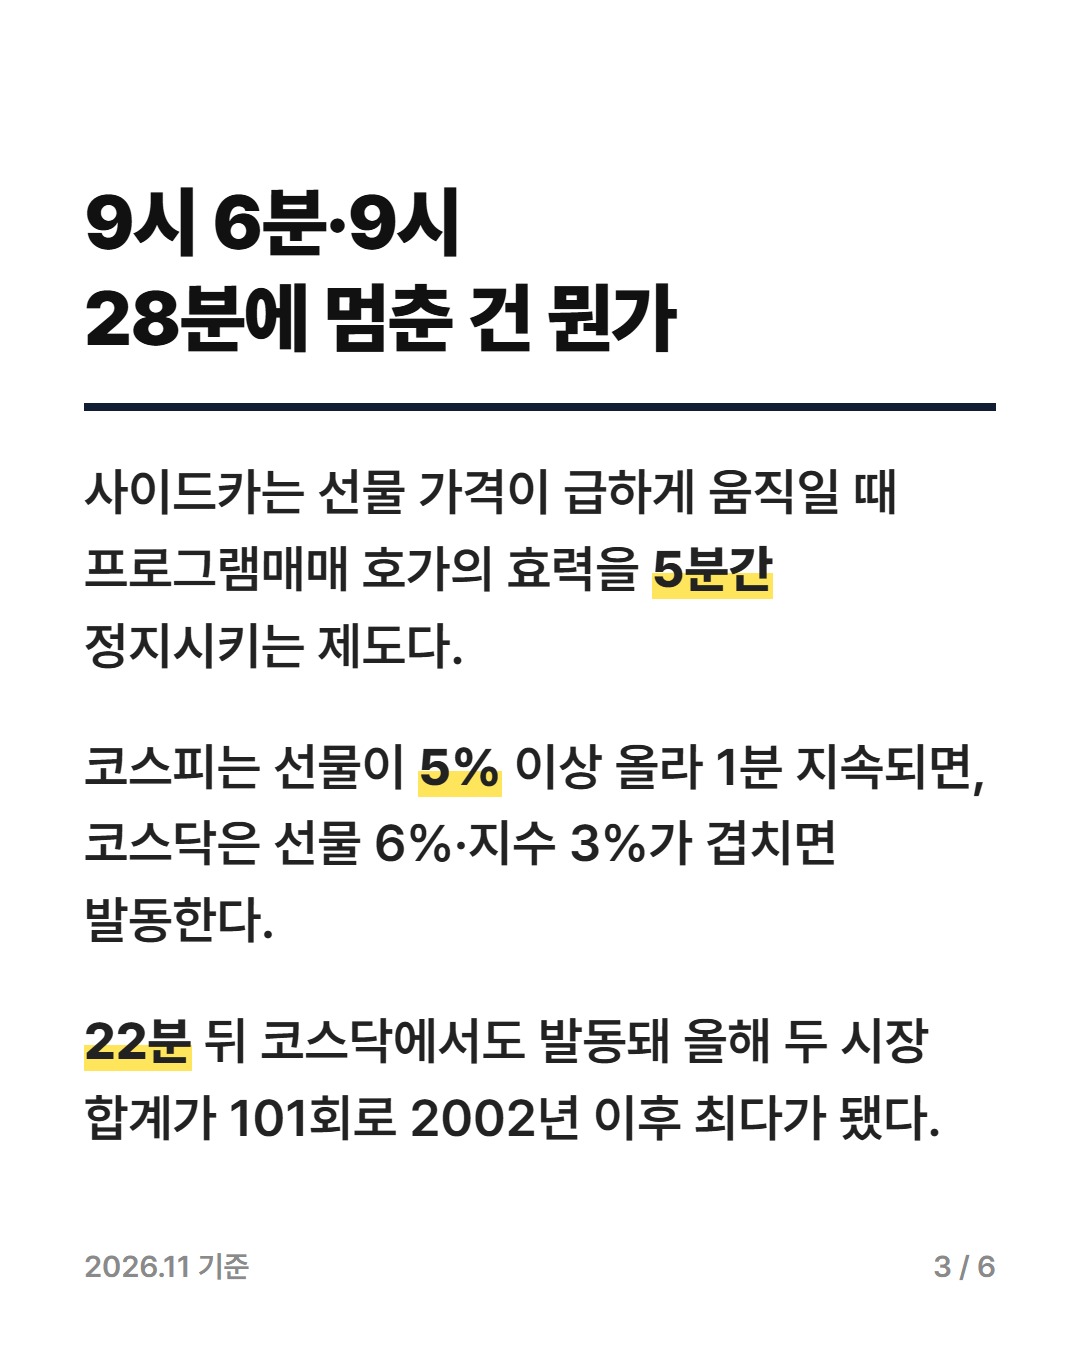 9시 6분·9시
28분에 멈춘 건 뭔가
사이드카는 선물 가격이 급하게 움직일 때
프로그램매매 호가의 효력을 5분간
정지시키는 제도다.
코스피는 선물이 5% 이상 올라 1분 지속되면,
코스닥은 선물 6%·지수 3%가 겹치면
발동한다.
22분 뒤 코스닥에서도 발동돼 올해 두 시장
합계가 101회로 2002년 이후 최다가 됐다.
2026.11 기준
3 / 6